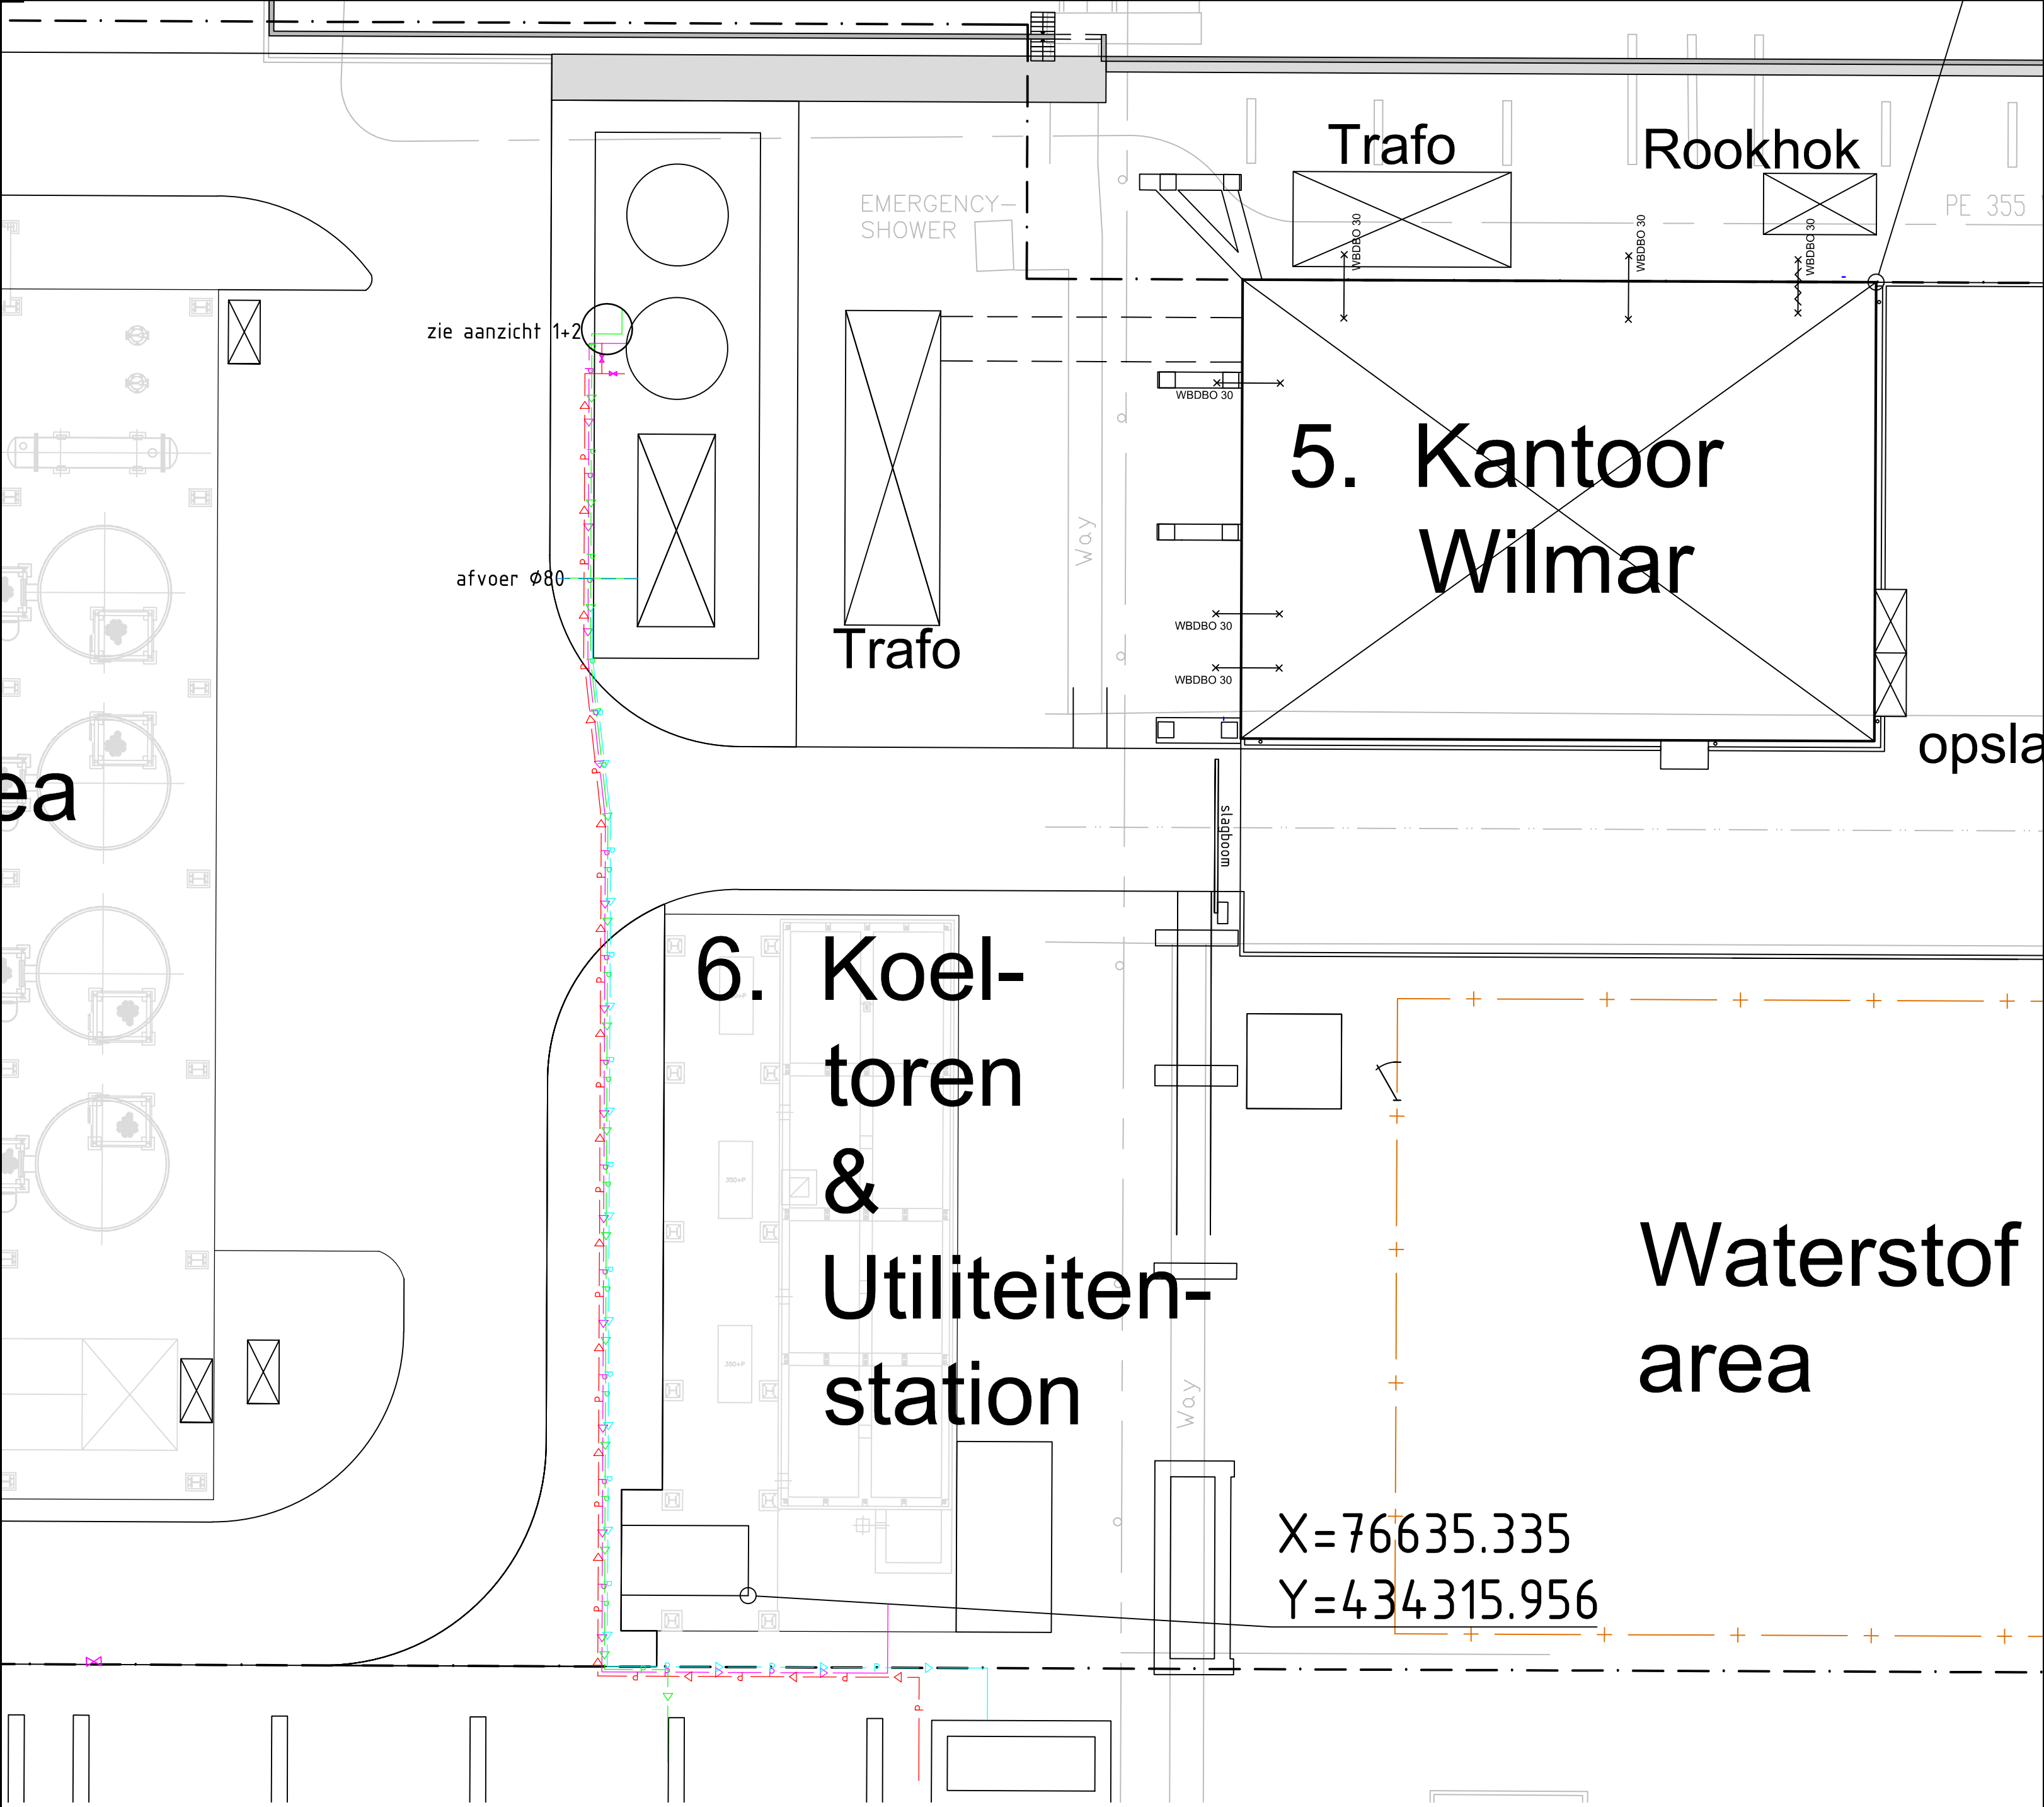 Trafo
Rookhok
EMERGENCY-
SHOWER
PE 355
WBDBO 30
WBDBO 30
WBDBO 30
zie aanzicht 1+2
WBDBO 30
5. Kantoor
Wilmar
Way
afvoer Ø80
WBDBO 30
Trafo
WBDBO 30
opsla
ea
slagboom
6. Koel-
toren
&
Utiliteiten-
station
350+P
350+P
Waterstof
area
Way
X=76635.335
Y=434315.956